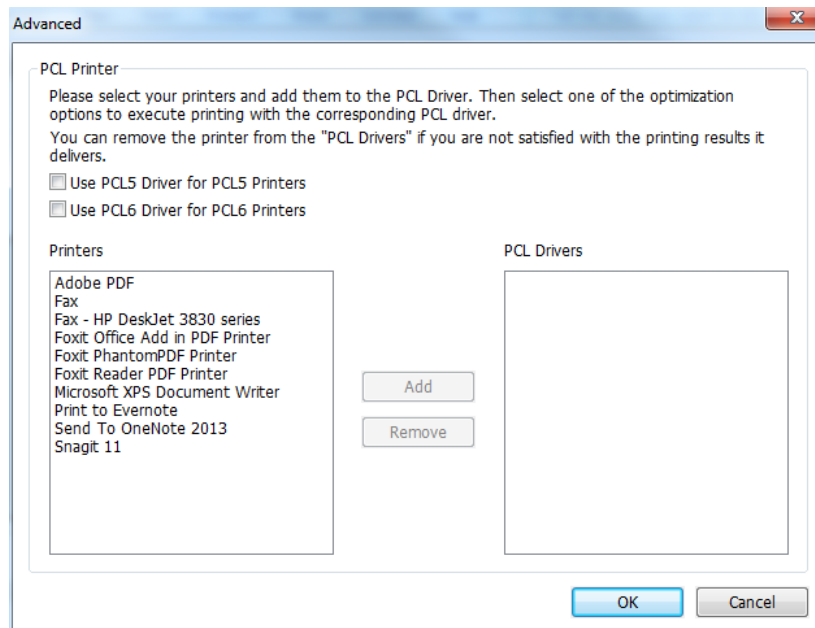 Advanced
PCL Printer
Please select your printers and add them to the PCL Driver. Then select one of the optimization
options to execute printing with the corresponding PCL driver.
You can remove the printer from the "PCL Drivers" if you are not satisfied with the printing results it
delivers.
Use PCL5 Driver for PCL5 Printers
Use PCL6 Driver for PCL6 Printers
Printers
PCL Drivers
Adobe PDF
Fax
Fax - HP DeskJet 3830 series
Foxit Office Add in PDF Printer
Foxit PhantomPDF Printer
Foxit Reader PDF Printer
Microsoft XPS Document Writer
Print to Evernote
Send To OneNote 2013
Snagit 11
Add
Remove
OK
Cancel